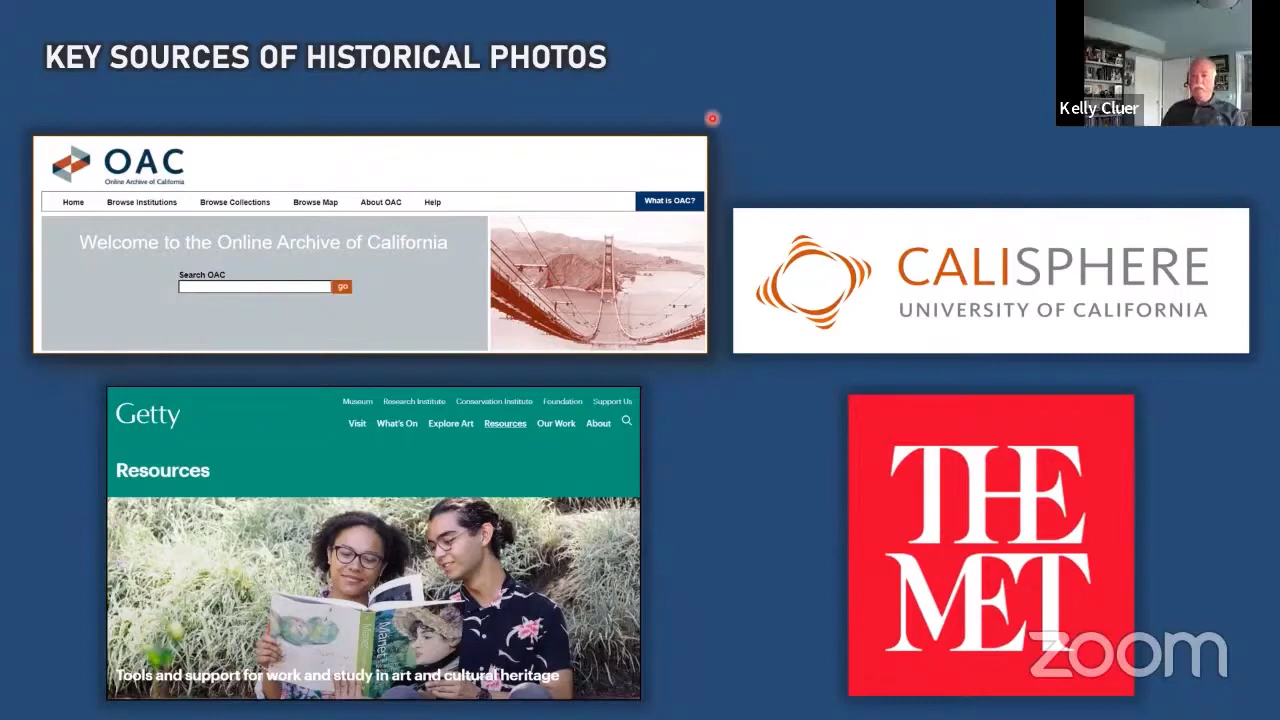 KEY SOURCES OF HISTORICAL PHOTOS
Kelly Cluer
OAC
Online Archive of California
Home Browse Institutions Browse Collections Browse Map About OAC Help What is OAC?
Welcome to the Online Archive of California
Search OAC
go
CALISPHERE
UNIVERSITY OF CALIFORNIA
Getty
Museum Research Institute Conservation Institute Foundation Support Us
Visit What's On Explore Art Resources Our Work About
Resources
Manet
Tools and support for work and study in art and cultural heritage
THE
MET
zoom